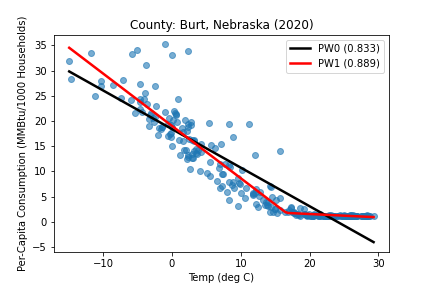 County: Burt, Nebraska (2020)
Per-Capita Consumption (MMBtu/1000 Households)
35
30
25
20
15
10
5
0
−5
PW0 (0.833)
PW1 (0.889)
−10
0
10
20
30
Temp (deg C)